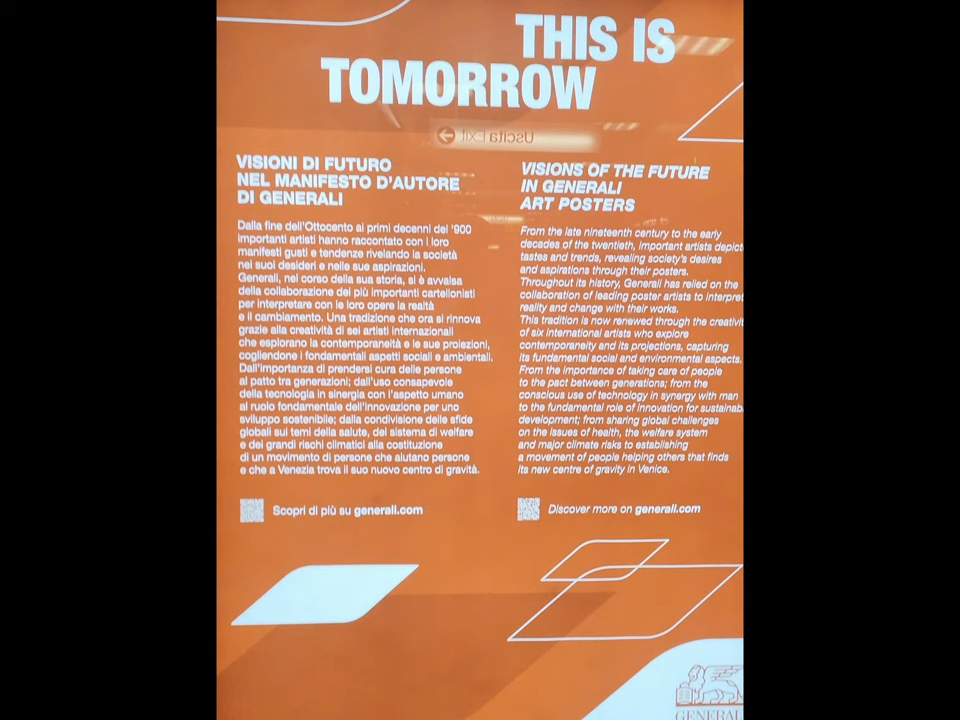 THIS IS
TOMORROW
Uscita Exit
VISIONI DI FUTURO
NEL MANIFESTO D'AUTORE
DI GENERALI
Dalla fine dell'Ottocento ai primi decenni del '900
importanti artisti hanno raccontato con i loro
manifesti gusti e tendenze rivelando la società
nei suoi desideri e nelle sue aspirazioni.
Generali, nel corso della sua storia, si è avvalsa
della collaborazione dei più importanti cartellonisti
per interpretare con le loro opere la realtà
e il cambiamento. Una tradizione che ora si rinnova
grazie alla creatività di sei artisti internazionali
che esplorano la contemporaneità e le sue proiezioni,
cogliendone i fondamentali aspetti sociali e ambientali.
Dall'importanza di prendersi cura delle persone
al patto tra generazioni; dall'uso consapevole
della tecnologia in sinergia con l'aspetto umano
al ruolo fondamentale dell'innovazione per uno
sviluppo sostenibile; dalla condivisione delle sfide
globali sui temi della salute, del sistema di welfare
e dei grandi rischi climatici alla costituzione
di un movimento di persone che aiutano persone
e che a Venezia trova il suo nuovo centro di gravità.
Scopri di più su generali.com
VISIONS OF THE FUTURE
IN GENERALI
ART POSTERS
From the late nineteenth century to the early
decades of the twentieth, important artists depict
tastes and trends, revealing society's desires
and aspirations through their posters.
Throughout its history, Generali has relied on the
collaboration of leading poster artists to interpret
reality and change with their works.
This tradition is now renewed through the creativit
of six international artists who explore
contemporaneity and its projections, capturing
its fundamental social and environmental aspects.
From the importance of taking care of people
to the pact between generations; from the
conscious use of technology in synergy with man
to the fundamental role of innovation for sustainab
development; from sharing global challenges
on the issues of health, the welfare system
and major climate risks to establishing
a movement of people helping others that finds
its new centre of gravity in Venice.
Discover more on generali.com
GENERALI